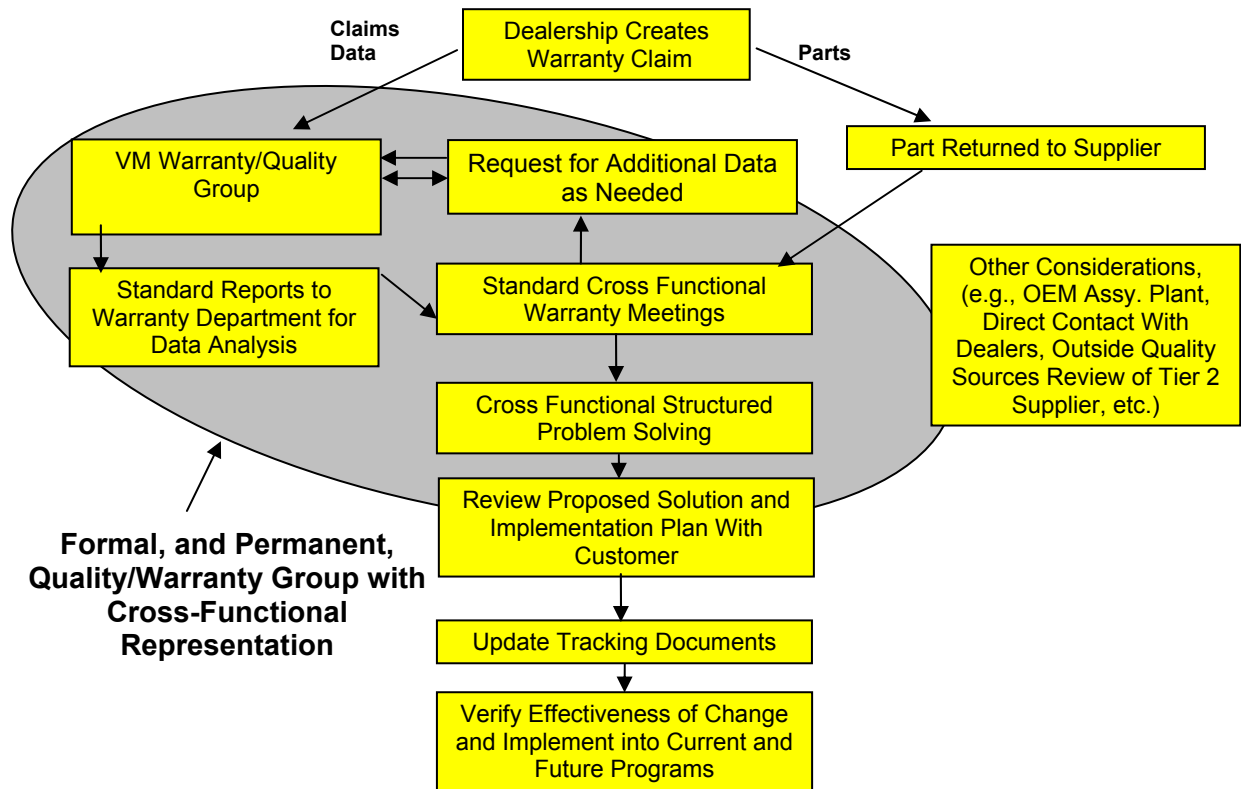 Claims
Data
Dealership Creates
Warranty Claim
Parts
VM Warranty/Quality
Group
Request for Additional Data
as Needed
Part Returned to Supplier
Standard Reports to
Warranty Department for
Data Analysis
Standard Cross Functional
Warranty Meetings
Other Considerations,
(e.g., OEM Assy. Plant,
Direct Contact With
Dealers, Outside Quality
Sources Review of Tier 2
Supplier, etc.)
Cross Functional Structured
Problem Solving
Review Proposed Solution and
Implementation Plan With
Customer
Formal, and Permanent,
Quality/Warranty Group with
Cross-Functional
Representation
Update Tracking Documents
Verify Effectiveness of Change
and Implement into Current and
Future Programs